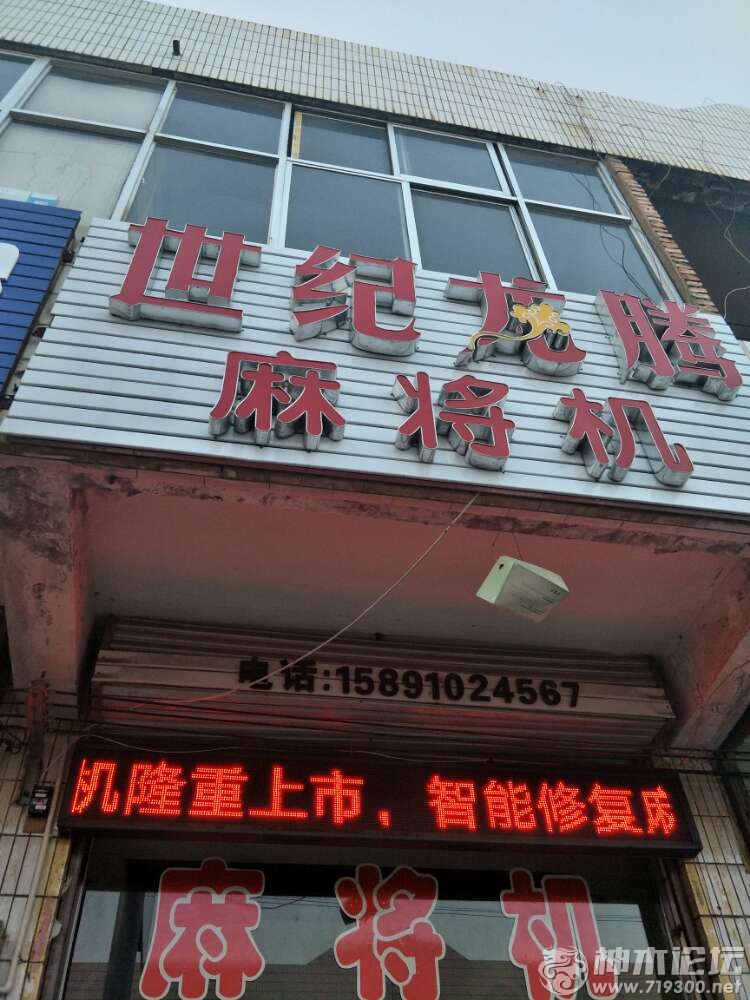 世纪龙腾
麻将机
电话:15891024567
机隆重上市，智能修复
麻将机
神木论坛
www.719300.net